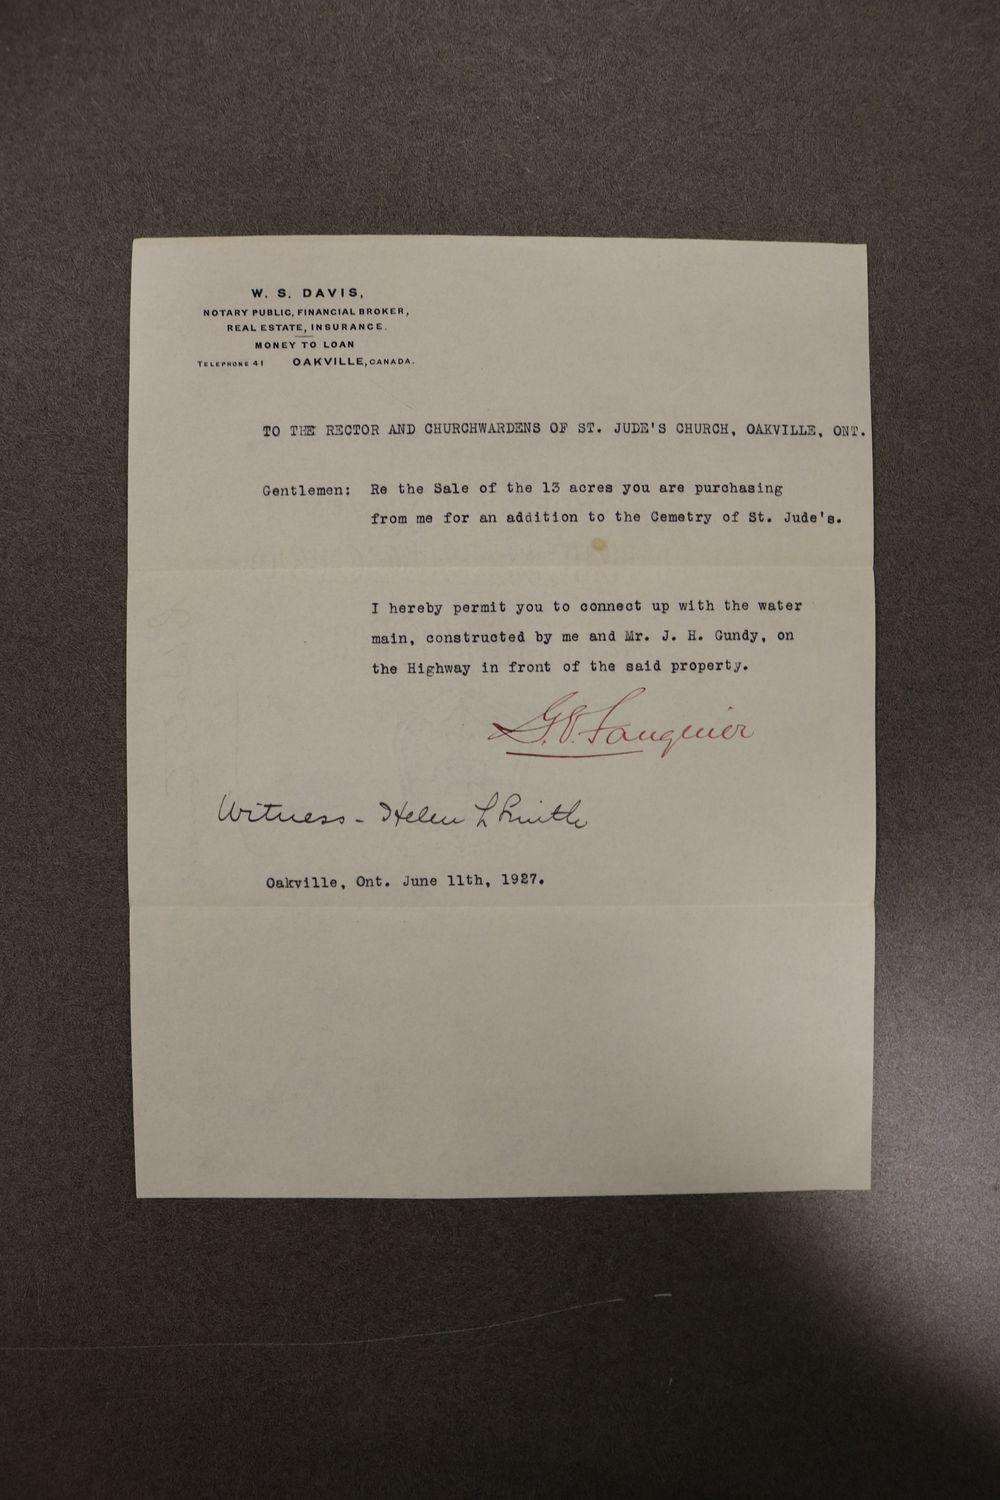 W. S. DAVIS,
NOTARY PUBLIC, FINANCIAL BROKER,
REAL ESTATE, INSURANCE.
MONEY TO LOAN
TELEPHONE 41 OAKVILLE, CANADA.
TO THE RECTOR AND CHURCHWARDENS OF ST. JUDE'S CHURCH, OAKVILLE, ONT.
Gentlemen: Re the Sale of the 13 acres you are purchasing
from me for an addition to the Cemetry of St. Jude's.
I hereby permit you to connect up with the water
main, constructed by me and Mr. J. H. Gundy, on
the Highway in front of the said property.
Witness - Helen L Smith
Oakville, Ont. June 11th, 1927.